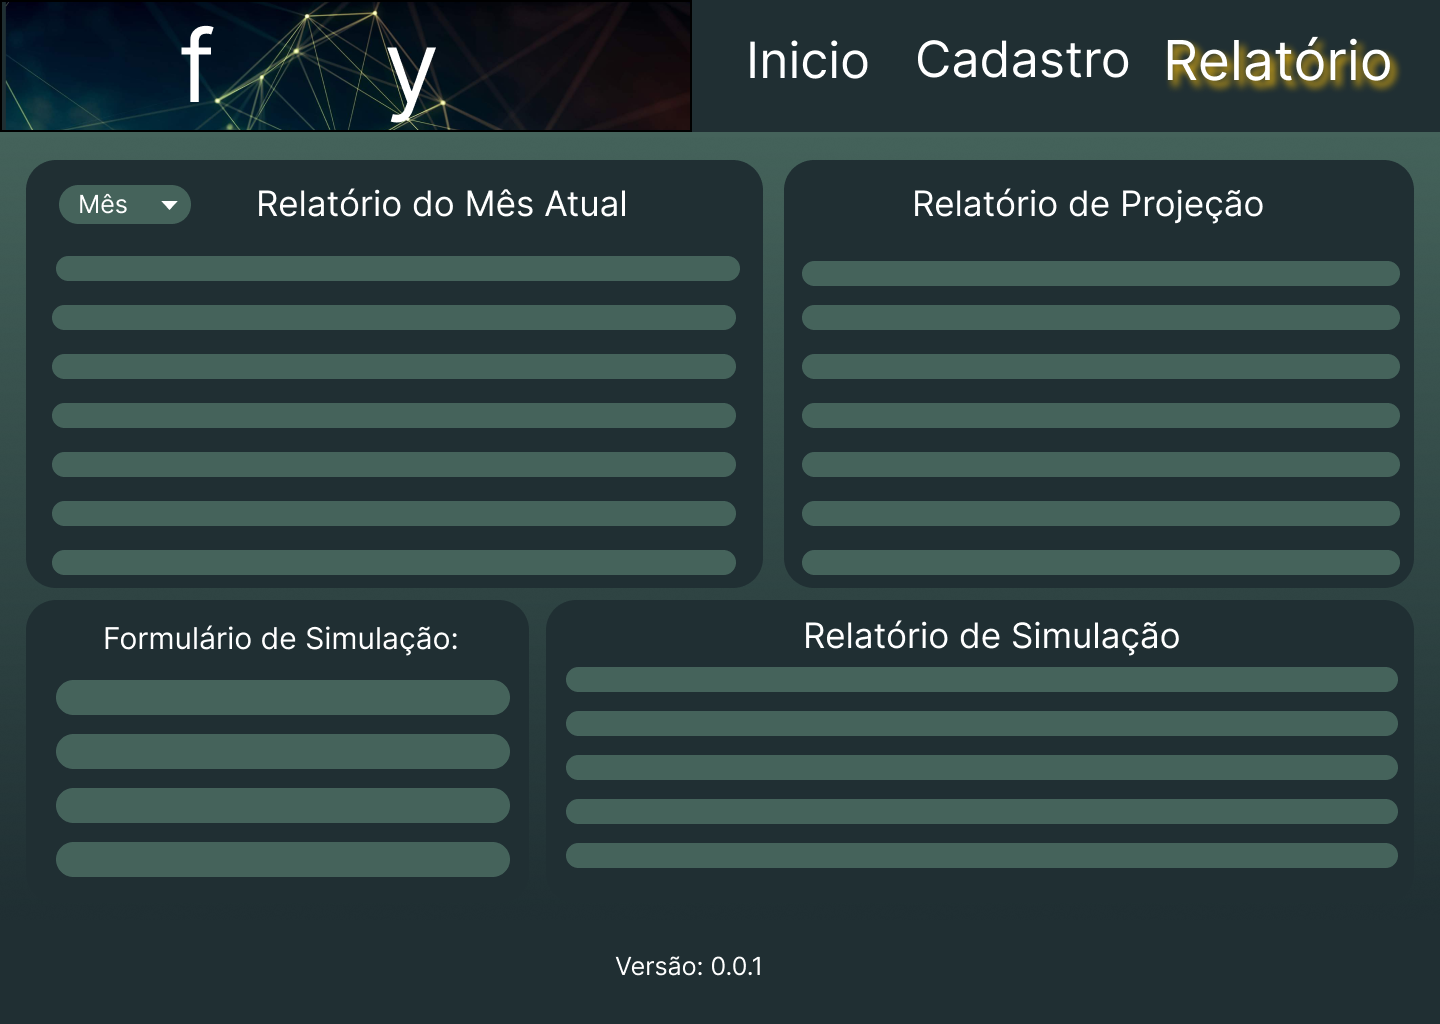 f y
Inicio Cadastro Relatório
Mês
Relatório do Mês Atual
Relatório de Projeção
Formulário de Simulação:
Relatório de Simulação
Versão: 0.0.1